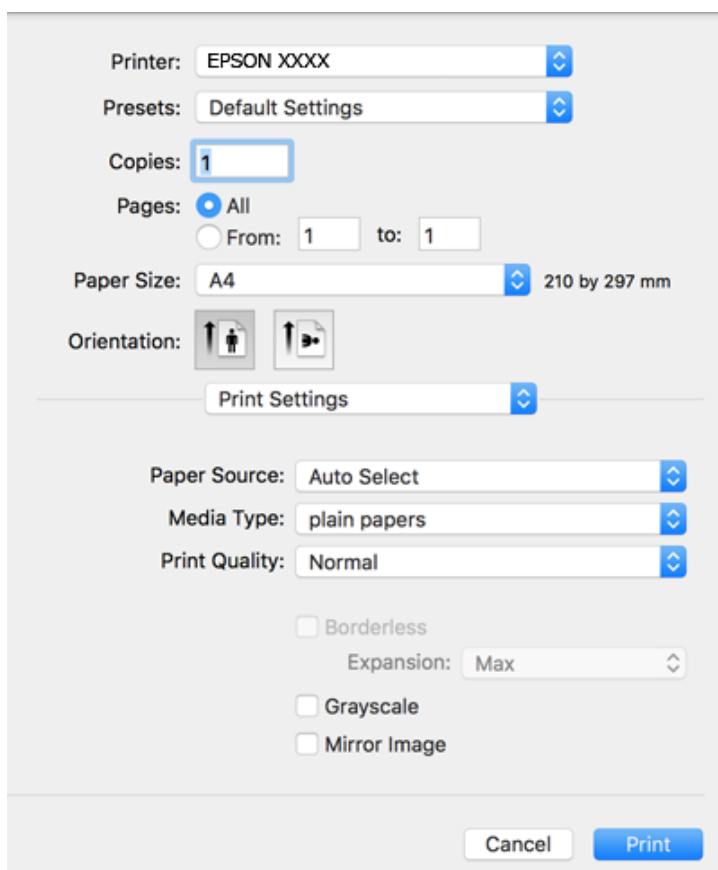 Printer: EPSON XXXX
Presets: Default Settings
Copies: 1
Pages: All
From: 1 to: 1
Paper Size: A4 210 by 297 mm
Orientation:
Print Settings
Paper Source: Auto Select
Media Type: plain papers
Print Quality: Normal
Borderless
Expansion: Max
Grayscale
Mirror Image
Cancel Print